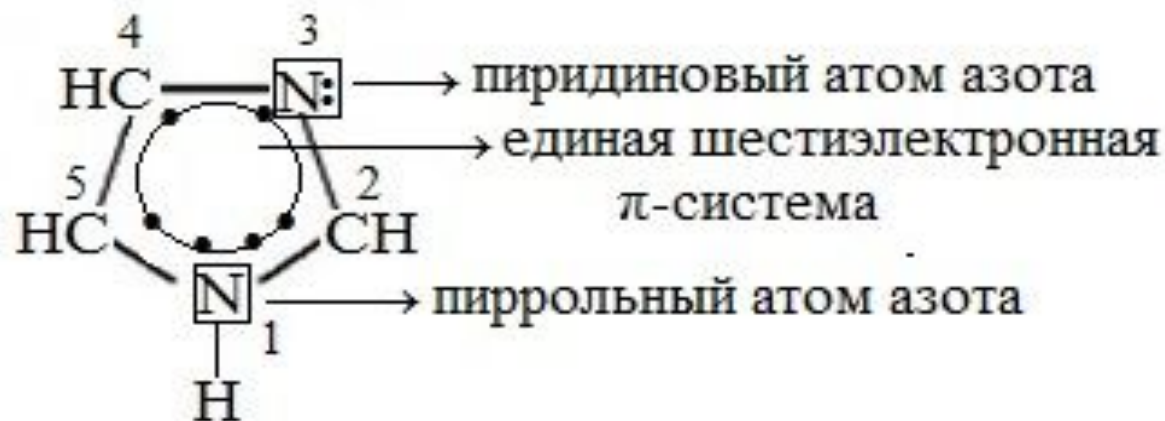 4 3
HC N: пиридиновый атом азота
единая шестиэлектронная
5 2 π-система
HC CH
N пиррольный атом азота
1
H